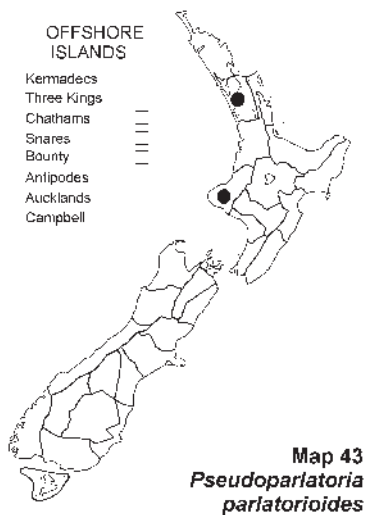 OFFSHORE
ISLANDS
Kermadecs
Three Kings
Chathams
Snares
Bounty
Antipodes
Aucklands
Campbell
Map 43
Pseudoparlatoria
parlatorioides